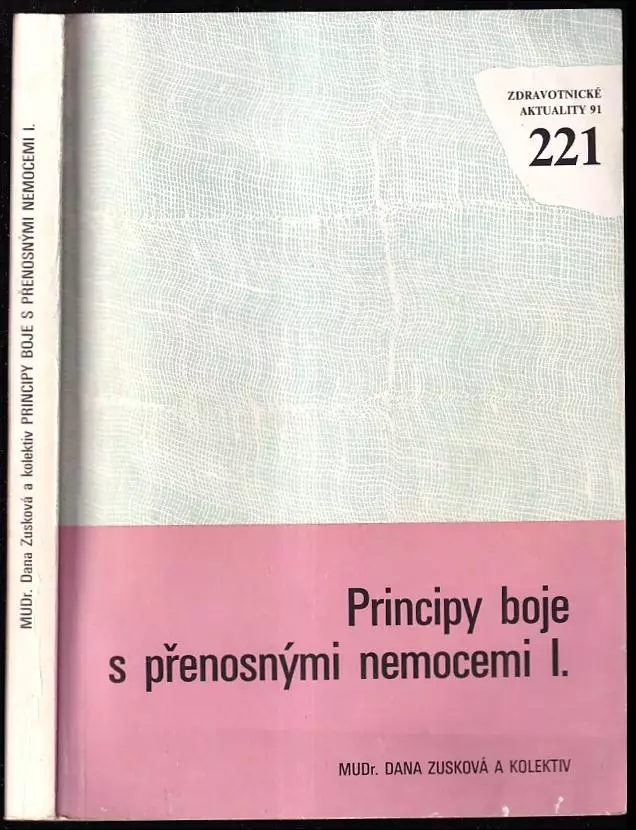 MUDr. Dana Zusková a kolektiv PRINCIPY BOJE S PŘENOSNÝMI NEMOCEMI I.
ZDRAVOTNICKÉ
AKTUALITY 91
221
Principy boje
s přenosnými nemocemi I.
MUDr. DANA ZUSKOVÁ A KOLEKTIV